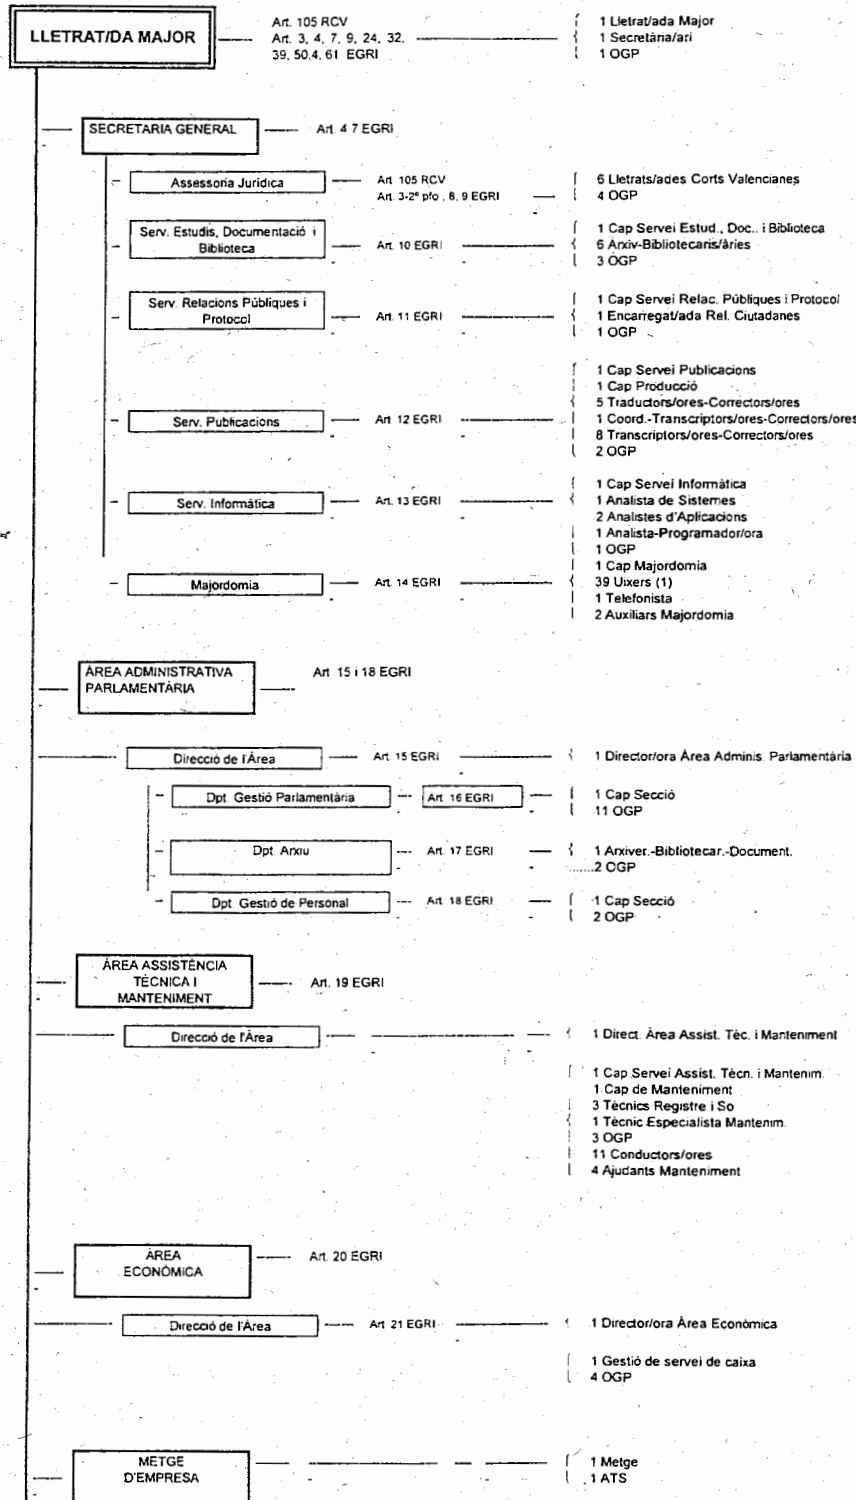 LLETRAT/DA MAJOR
Art. 105 RCV
Art. 3, 4, 7, 9, 24, 32,
39, 50,4, 61 EGRI
1 Lletrat/ada Major
1 Secretària/ari
1 OGP
SECRETARIA GENERAL
Art. 4 7 EGRI
Assessoria Jurídica
Art 105 RCV
Art. 3-2º pfo , 8, 9 EGRI
6 Lletrats/ades Corts Valencianes
4 OGP
Serv. Estudis, Documentació i
Biblioteca
Art. 10 EGRI
1 Cap Servei Estud., Doc.. i Biblioteca
6 Arxiv-Bibliotecaris/àries
3 OGP
Serv. Relacions Públiques i
Protocol
Art. 11 EGRI
1 Cap Servei Relac. Públiques i Protocol
1 Encarregat/ada Rel. Ciutadanes
1 OGP
Serv. Publicacions
Art 12 EGRI
1 Cap Servei Publicacions
1 Cap Producció
5 Traductors/ores-Correctors/ores
1 Coord.-Transcriptors/ores-Correctors/ores
8 Transcriptors/ores-Correctors/ores
2 OGP
Serv. Informàtica
Art. 13 EGRI
1 Cap Servei Informàtica
1 Analista de Sistemes
2 Analistes d'Aplicacions
1 Analista-Programador/ora
1 OGP
Majordomia
Art. 14 EGRI
1 Cap Majordomia
39 Uixers (1)
1 Telefonista
2 Auxiliars Majordomia
ÀREA ADMINISTRATIVA
PARLAMENTÀRIA
Art 15 i 18 EGRI
Direcció de l'Àrea
Art. 15 EGRI
1 Director/ora Àrea Adminis. Parlamentària
Dpt. Gestió Parlamentària
Art. 16 EGRI
1 Cap Secció
11 OGP
Dpt. Arxiu
Art. 17 EGRI
1 Arxiver.-Bibliotecar.-Document.
2 OGP
Dpt. Gestió de Personal
Art. 18 EGRI
1 Cap Secció
2 OGP
ÀREA ASSISTÈNCIA
TÈCNICA I
MANTENIMENT
Art. 19 EGRI
Direcció de l'Àrea
1 Direct. Àrea Assist. Tèc. i Manteniment
1 Cap Servei Assist. Tècn. i Mantenim.
1 Cap de Manteniment
3 Tècnics Registre i So
1 Tècnic Especialista Mantenim.
3 OGP
11 Conductors/ores
4 Ajudants Manteniment
ÀREA
ECONÒMICA
Art. 20 EGRI
Direcció de l'Àrea
Art 21 EGRI
1 Director/ora Àrea Econòmica
1 Gestió de servei de caixa
4 OGP
METGE
D'EMPRESA
1 Metge
1 ATS